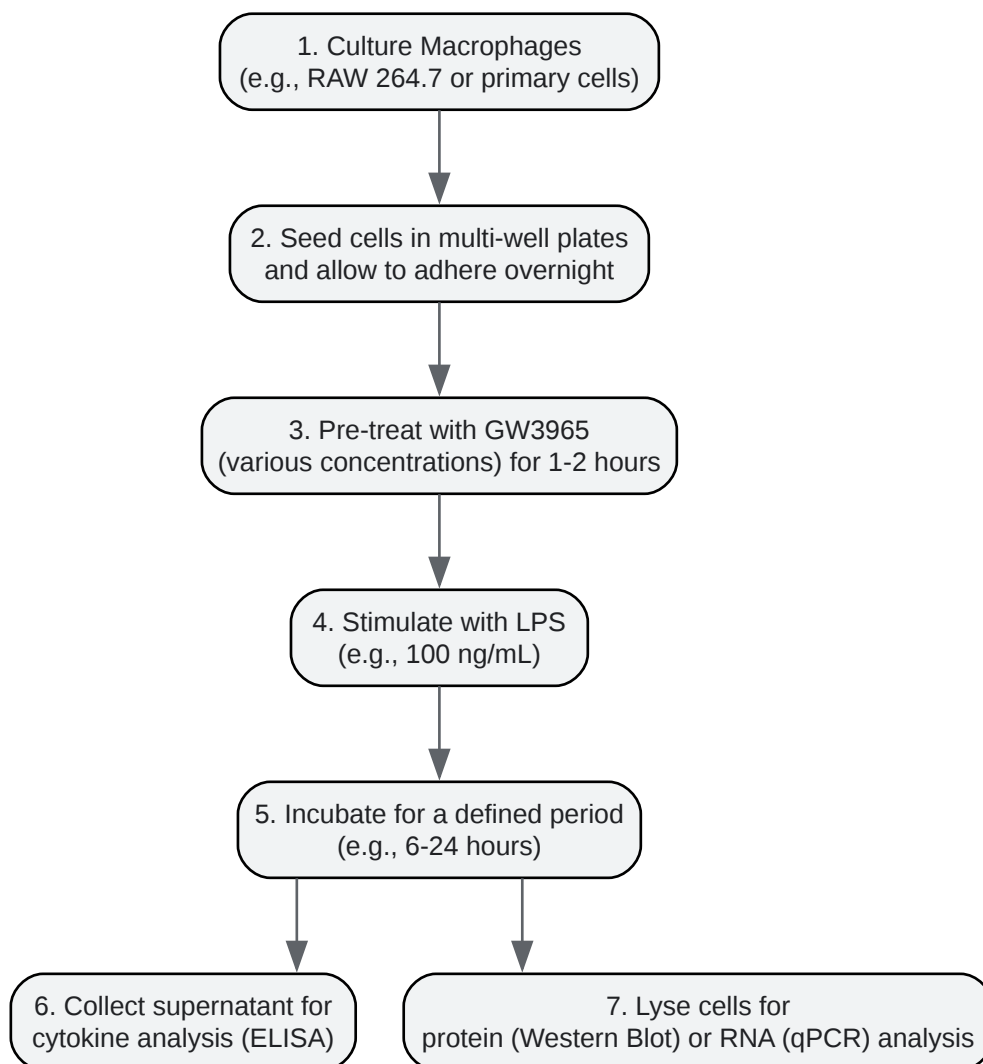 1. Culture Macrophages
(e.g., RAW 264.7 or primary cells)
2. Seed cells in multi-well plates
and allow to adhere overnight
3. Pre-treat with GW3965
(various concentrations) for 1-2 hours
4. Stimulate with LPS
(e.g., 100 ng/mL)
5. Incubate for a defined period
(e.g., 6-24 hours)
6. Collect supernatant for
cytokine analysis (ELISA)
7. Lyse cells for
protein (Western Blot) or RNA (qPCR) analysis